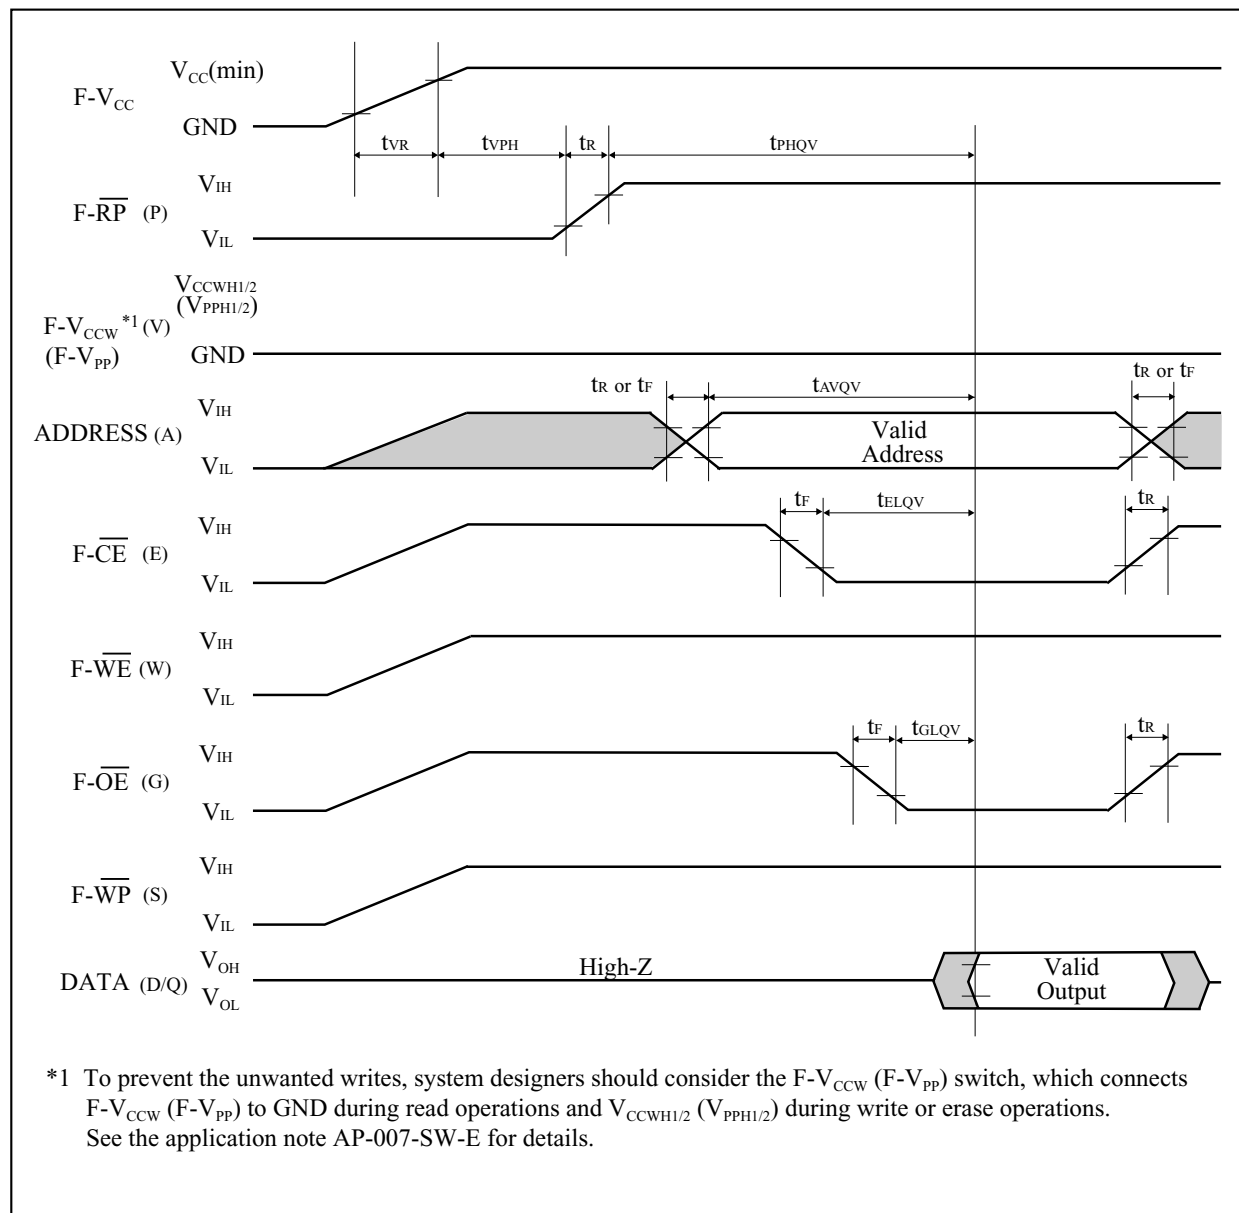 VCC(min)
F-VCC
GND
tVR tVPH tR tPHQV
VIH
F-RP (P)
VIL
VCCWH1/2
(VPPH1/2)
F-VCCW *1 (V)
(F-VPP) GND
tR or tF tAVQV tR or tF
VIH
ADDRESS (A) Valid
Address
VIL
tF tELQV tR
VIH
F-CE (E)
VIL
VIH
F-WE (W)
VIL
tF tGLQV tR
VIH
F-OE (G)
VIL
VIH
F-WP (S)
VIL
VOH High-Z Valid
DATA (D/Q) Output
VOL
*1 To prevent the unwanted writes, system designers should consider the F-VCCW (F-VPP) switch, which connects
F-VCCW (F-VPP) to GND during read operations and VCCWH1/2 (VPPH1/2) during write or erase operations.
See the application note AP-007-SW-E for details.